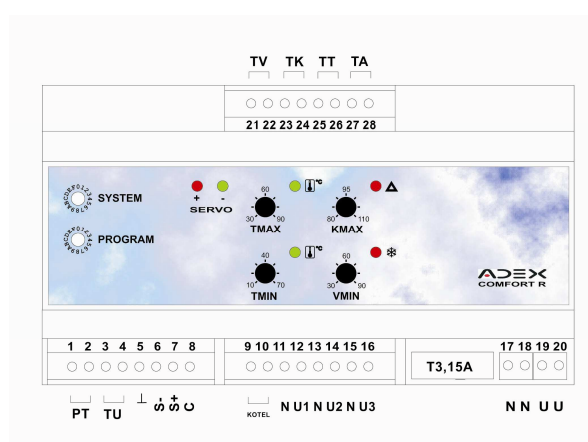 TV TK TT TA
21 22 23 24 25 26 27 28
SYSTEM
PROGRAM
+ -
SERVO
60
30 90
TMAX
°C
95
80 110
KMAX
40
10 70
TMIN
°C
60
30 90
VMIN
ADEX
COMFORT R
1 2 3 4 5 6 7 8
9 10 11 12 13 14 15 16
T3,15A
17 18 19 20
PT TU ⊥ S- S+ C
KOTEL N U1 N U2 N U3
N N U U